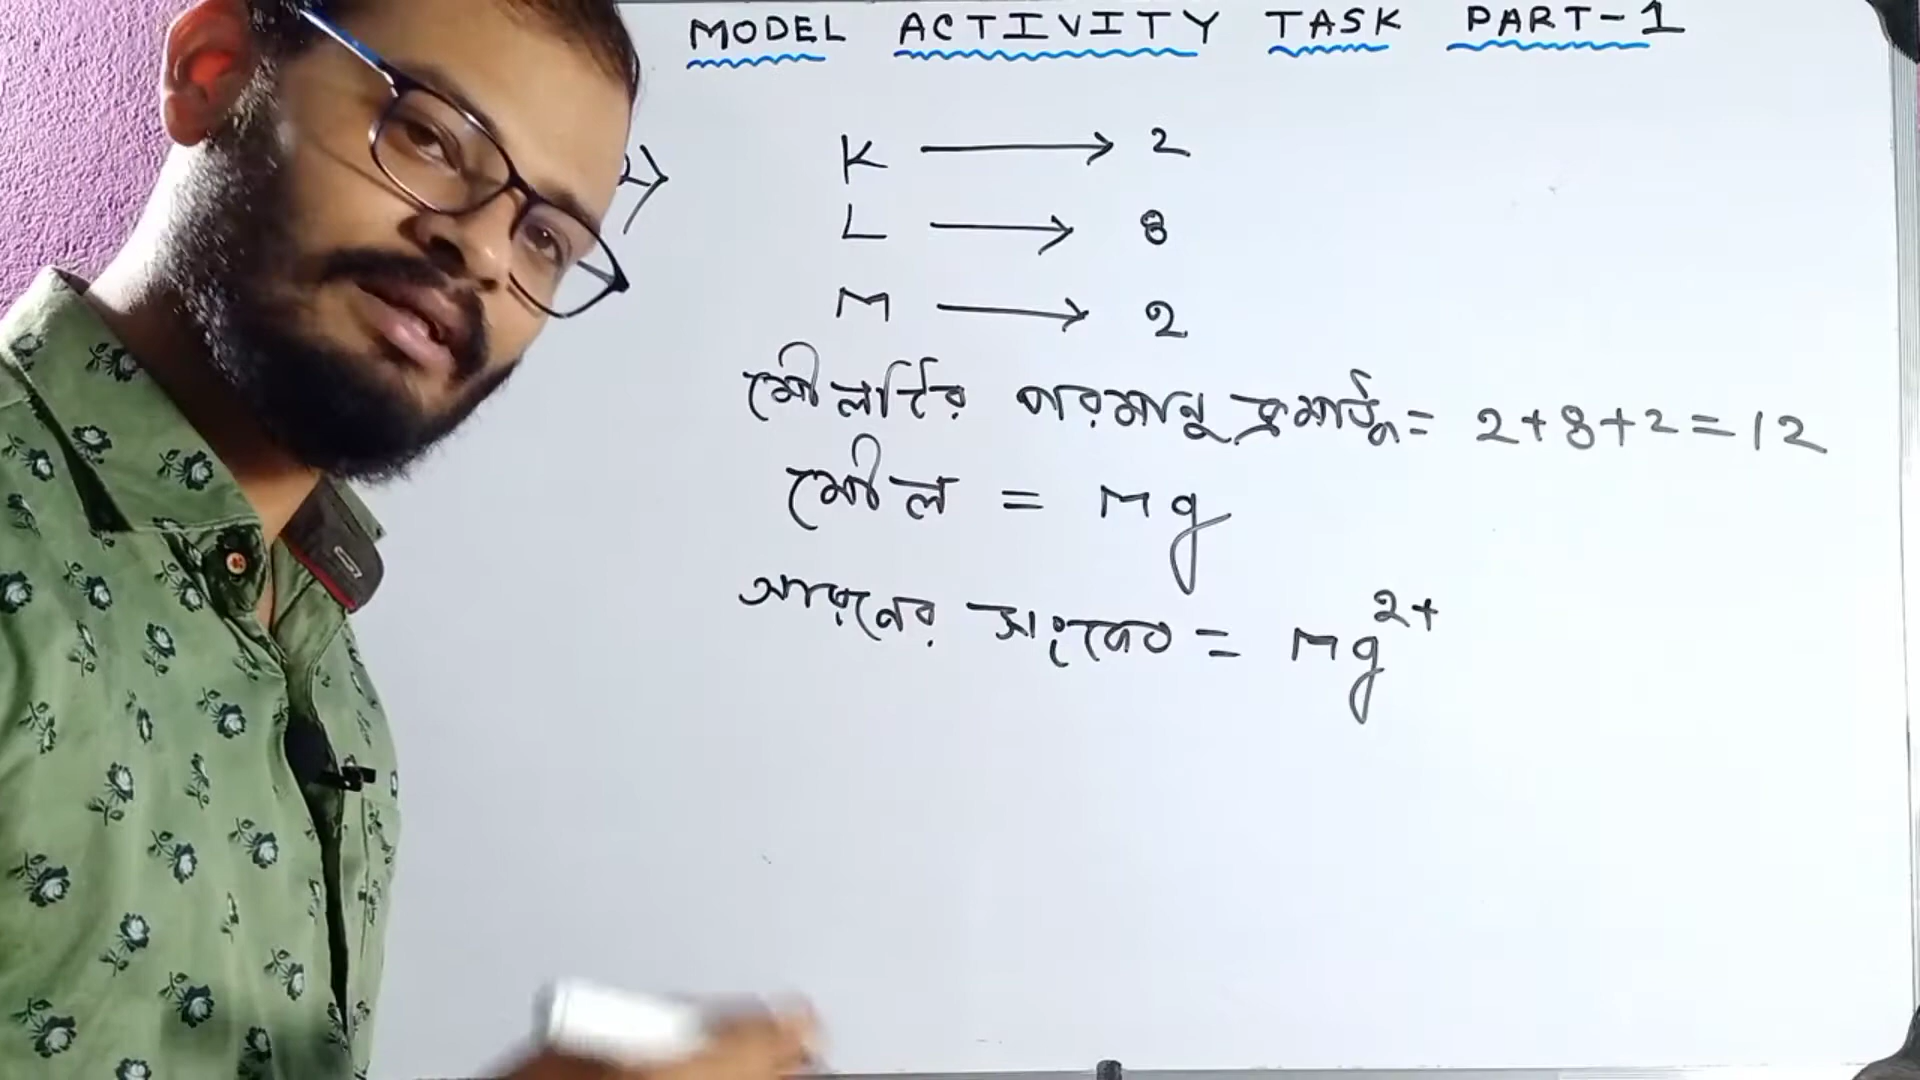 MODEL ACTIVITY TASK PART-1
K → 2
L → 8
M → 2
মৌলটির পরমানু ক্রমাঙ্ক = 2+8+2=12
মৌল = Mg
আয়নের সংকেত = Mg²⁺